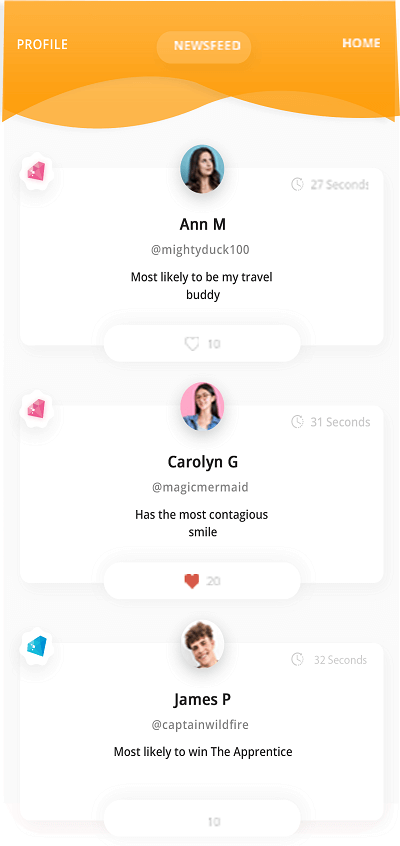 PROFILE
NEWSFEED
HOME
27 Seconds
Ann M
@mightyduck100
Most likely to be my travel
buddy
10
31 Seconds
Carolyn G
@magicmermaid
Has the most contagious
smile
20
32 Seconds
James P
@captainwildfire
Most likely to win The Apprentice
10